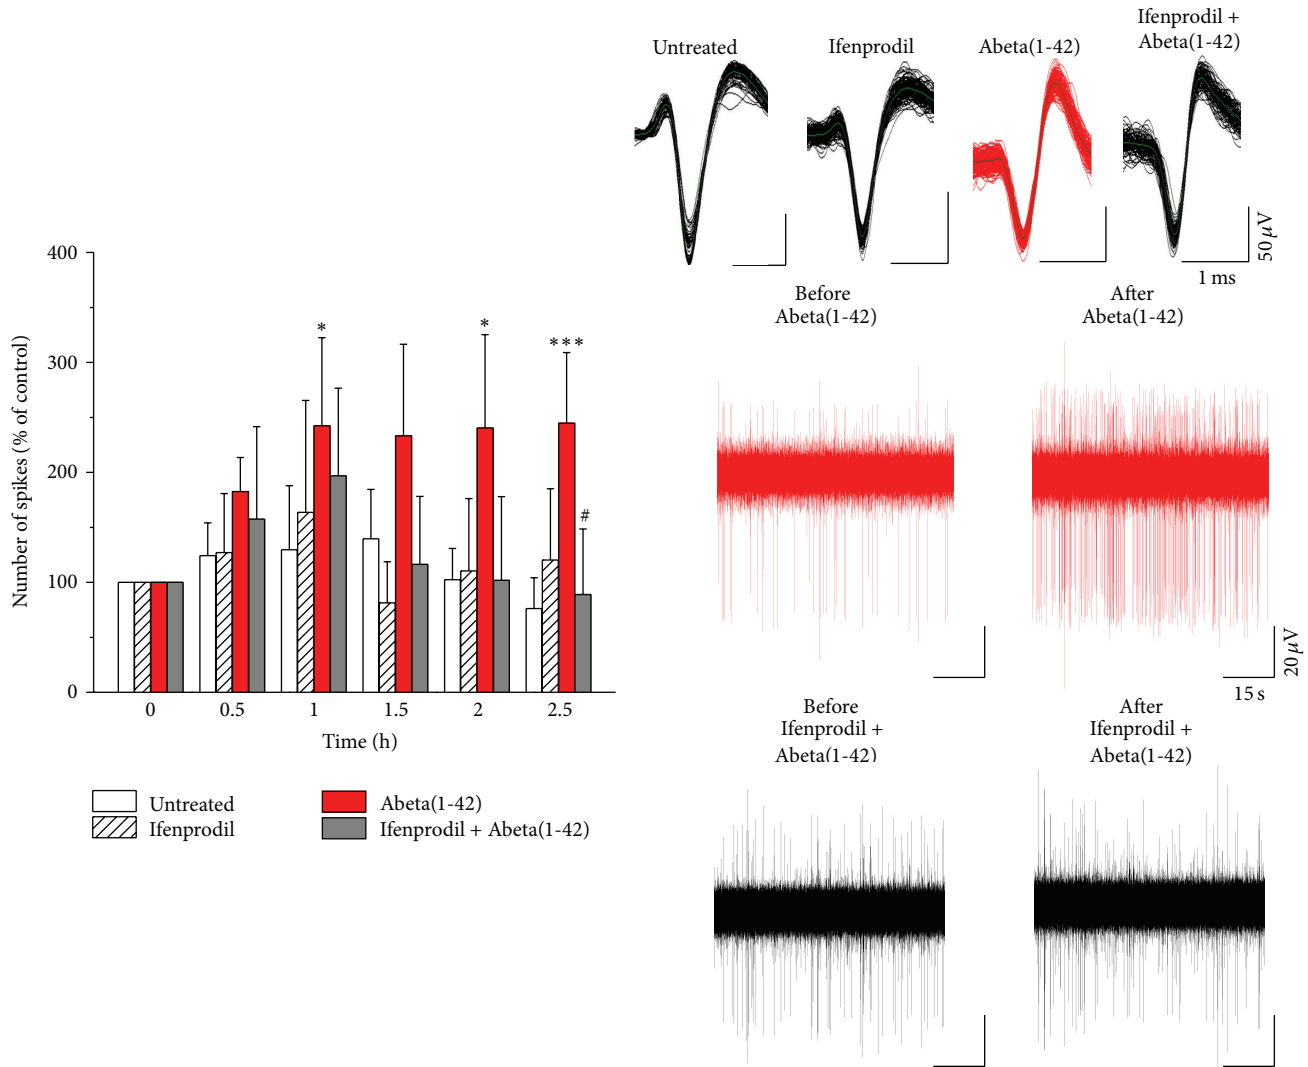 Number of spikes (% of control)
400
300
200
100
0
*
*
***
#
0
0.5
1
1.5
2
2.5
Time (h)
Untreated
Ifenprodil
Abeta(1-42)
Ifenprodil + Abeta(1-42)
Untreated
Ifenprodil
Abeta(1-42)
Ifenprodil +
Abeta(1-42)
50 μV
1 ms
Before
Abeta(1-42)
After
Abeta(1-42)
20 μV
15 s
Before
Ifenprodil +
Abeta(1-42)
After
Ifenprodil +
Abeta(1-42)